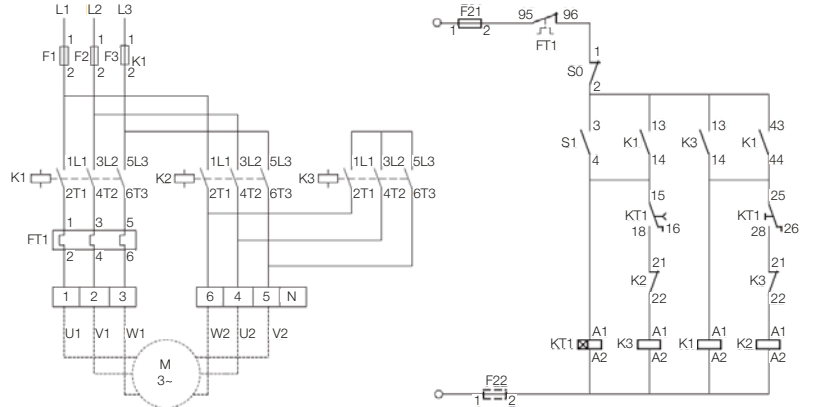 L1 L2 L3
1 1 1
F1 F2 F3 K1
2 2 2
1L1 3L2 5L3 1L1 3L2 5L3 1L1 3L2 5L3
K1 K2 K3
2T1 4T2 6T3 2T1 4T2 6T3 2T1 4T2 6T3
1 3 5
FT1
2 4 6
1 2 3 6 4 5 N
U1 V1 W1 W2 U2 V2
M
3~
F21 95 96
1 2
FT1
1
S0
2
3 13 13 43
S1 K1 K3 K1
4 14 14 44
15 25
KT1 KT1
18 16 28 26
21 21
K2 K3
22 22
A1 A1 A1 A1
KT1 K3 K1 K2
A2 A2 A2 A2
F22
1 2